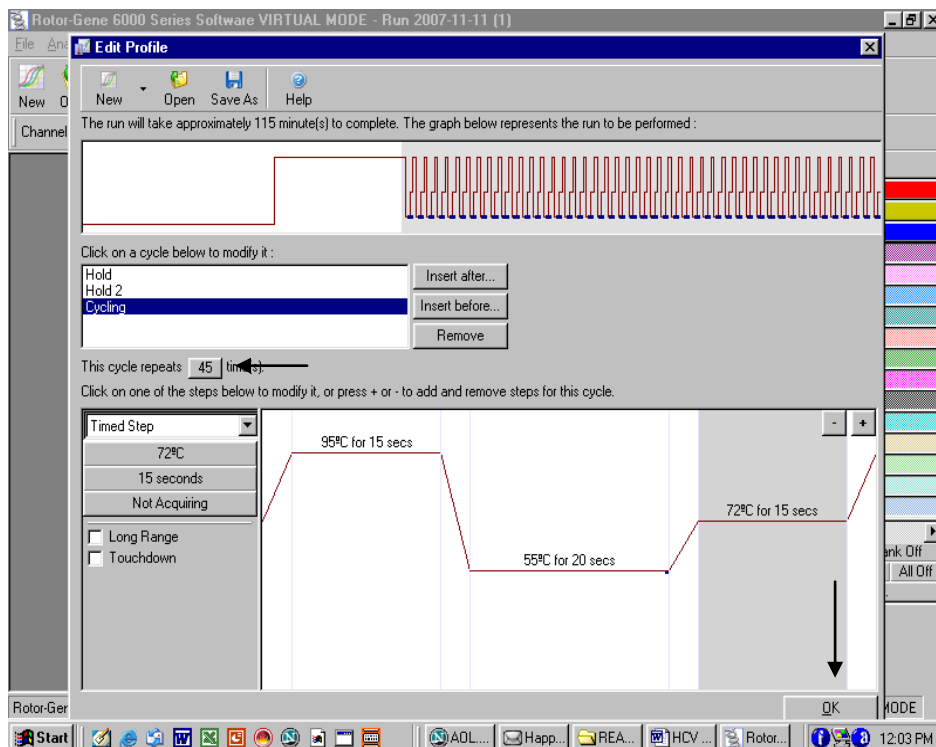 Rotor-Gene 6000 Series Software VIRTUAL MODE - Run 2007-11-11 (1)
File Ana
Edit Profile
New Open Save As Help
New O
Channel
The run will take approximately 115 minute(s) to complete. The graph below represents the run to be performed :
Click on a cycle below to modify it :
Hold
Hold 2
Cycling
Insert after...
Insert before...
Remove
This cycle repeats 45 time(s).
Click on one of the steps below to modify it, or press + or - to add and remove steps for this cycle.
Timed Step
72ºC
15 seconds
Not Acquiring
Long Range
Touchdown
- +
95ºC for 15 secs
72ºC for 15 secs
55ºC for 20 secs
ank Off
All Off
OK
Rotor-Gen
MODE
Start
AOL...
Happ...
REA...
HCV ...
Rotor...
12:03 PM